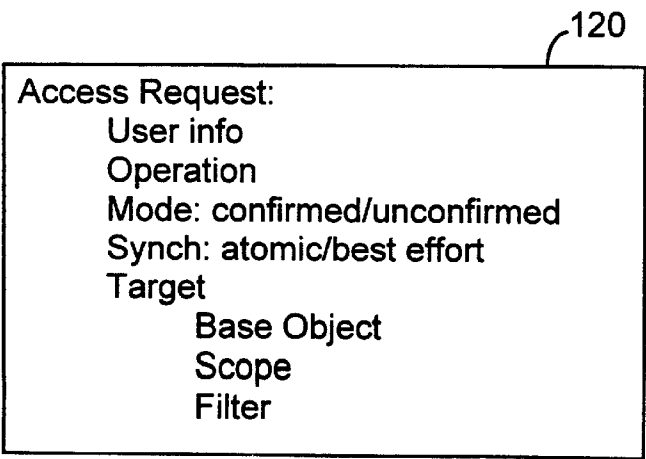 120
Access Request:
User info
Operation
Mode: confirmed/unconfirmed
Synch: atomic/best effort
Target
Base Object
Scope
Filter